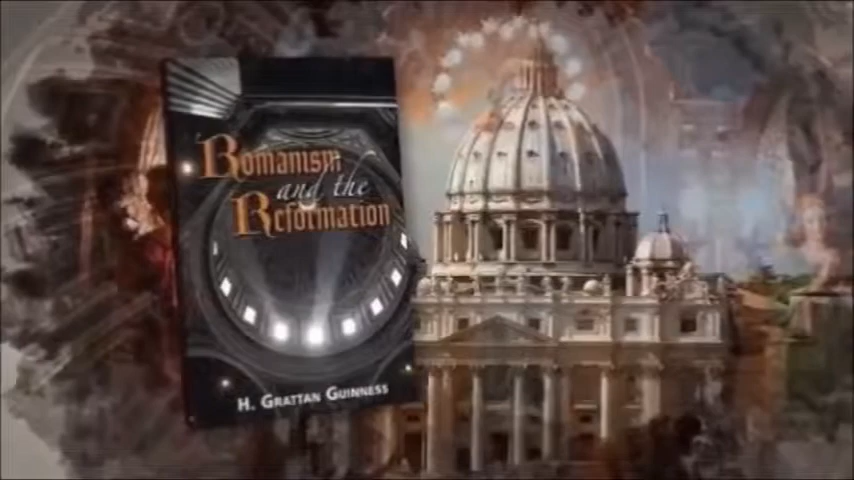 Romanism
and the
Reformation
H. GRATTAN GUINNESS